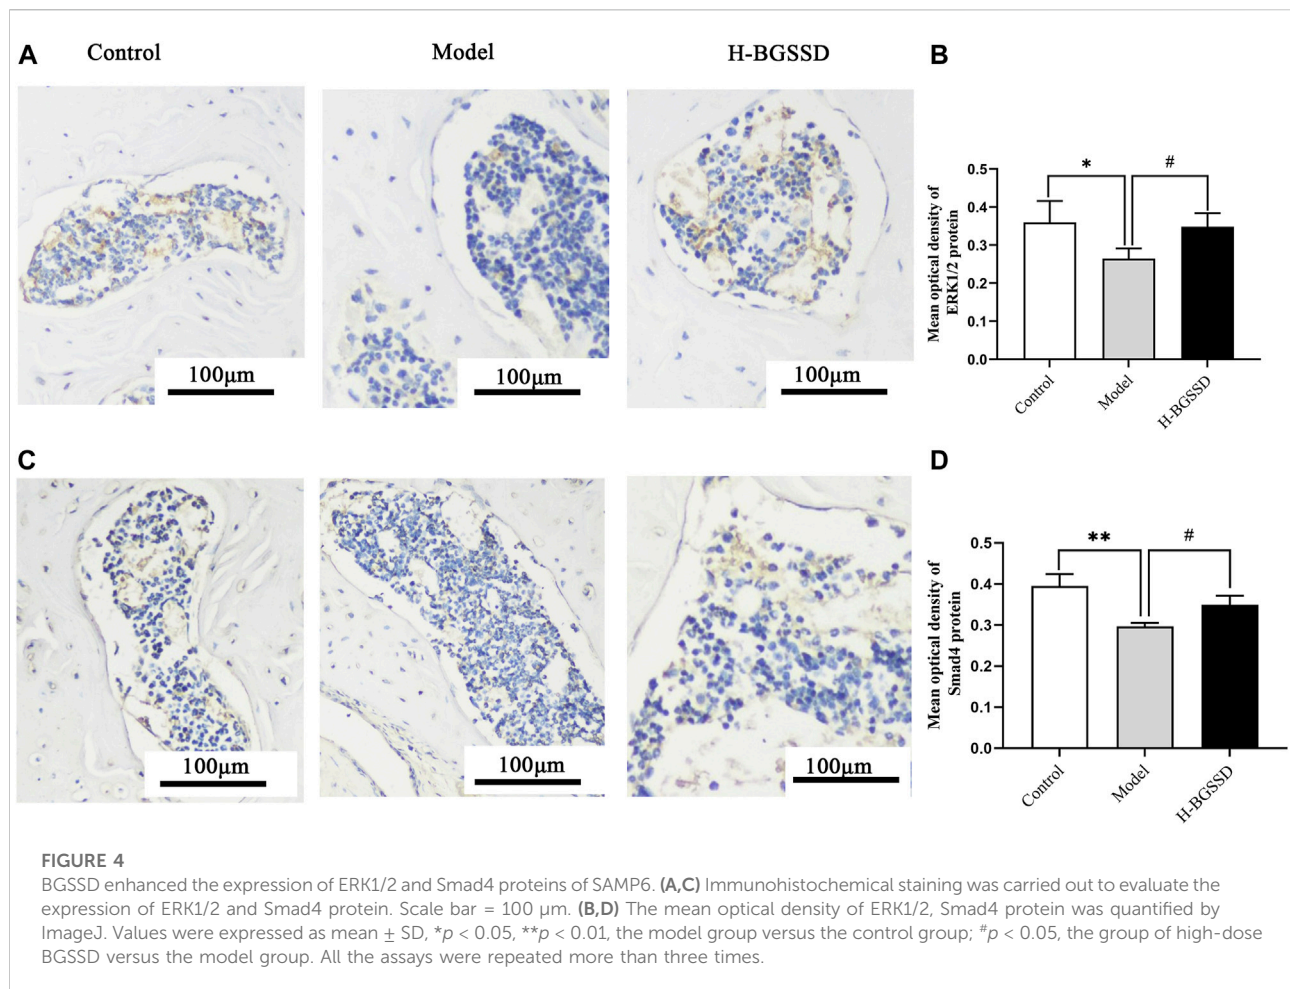 A
Control
Model
H-BGSSD
100µm
100µm
100µm
B
Mean optical density of
ERK1/2 protein
0.5
0.4
0.3
0.2
0.1
0.0
*
#
Control
Model
H-BGSSD
C
100µm
100µm
100µm
D
Mean optical density of
Smad4 protein
0.5
0.4
0.3
0.2
0.1
0.0
**
#
Control
Model
H-BGSSD
FIGURE 4
BGSSD enhanced the expression of ERK1/2 and Smad4 proteins of SAMP6. (A,C) Immunohistochemical staining was carried out to evaluate the
expression of ERK1/2 and Smad4 protein. Scale bar = 100 µm. (B,D) The mean optical density of ERK1/2, Smad4 protein was quantified by
ImageJ. Values were expressed as mean ± SD, *p < 0.05, **p < 0.01, the model group versus the control group; #p < 0.05, the group of high-dose
BGSSD versus the model group. All the assays were repeated more than three times.